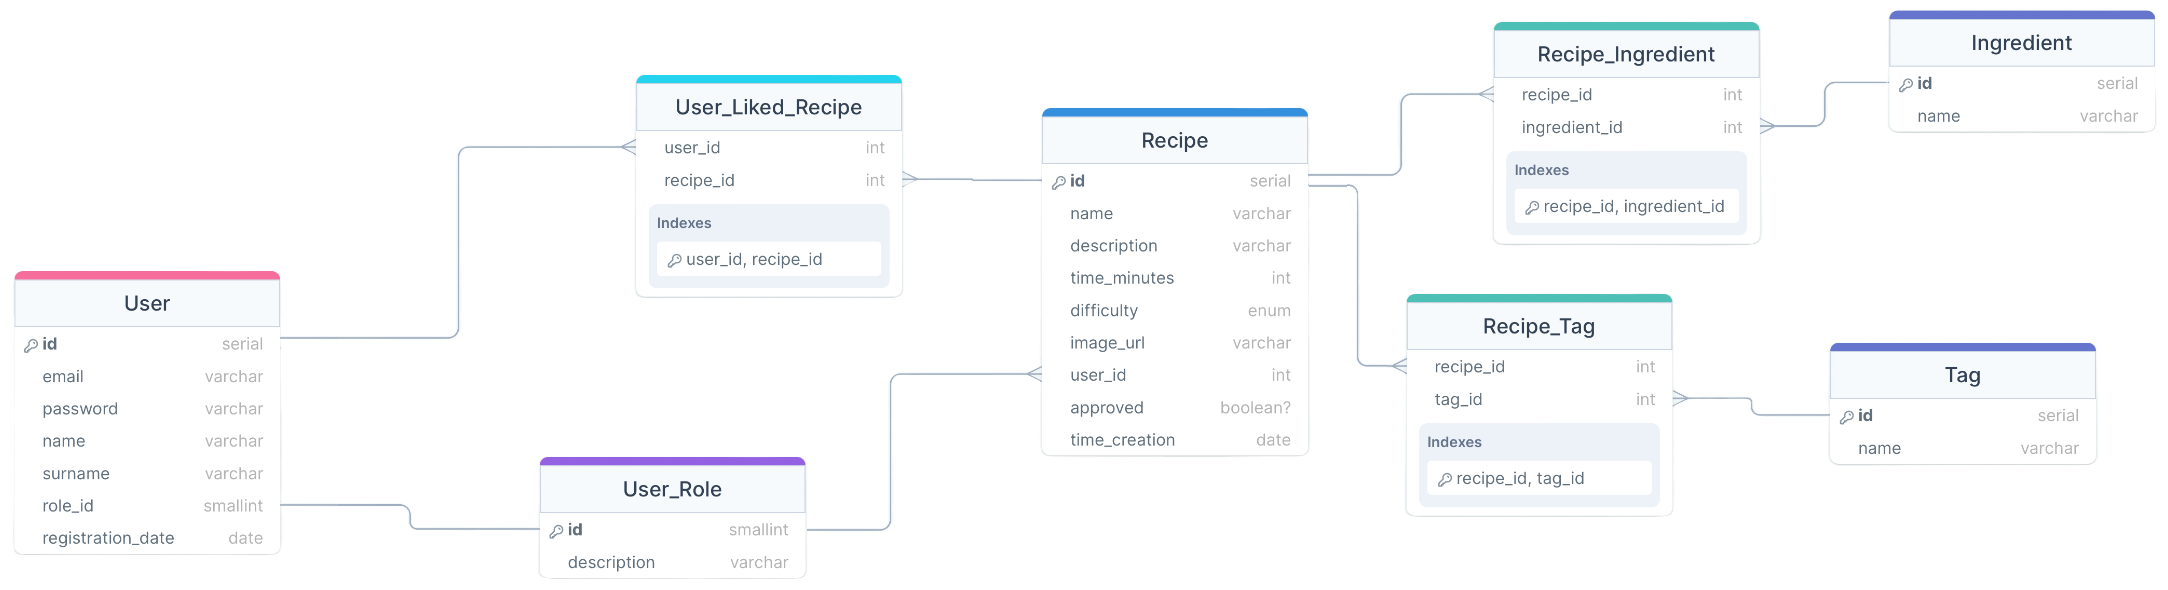 User
id serial
email varchar
password varchar
name varchar
surname varchar
role_id smallint
registration_date date
User_Liked_Recipe
user_id int
recipe_id int
Indexes
user_id, recipe_id
User_Role
id smallint
description varchar
Recipe
id serial
name varchar
description varchar
time_minutes int
difficulty enum
image_url varchar
user_id int
approved boolean?
time_creation date
Recipe_Ingredient
recipe_id int
ingredient_id int
Indexes
recipe_id, ingredient_id
Recipe_Tag
recipe_id int
tag_id int
Indexes
recipe_id, tag_id
Ingredient
id serial
name varchar
Tag
id serial
name varchar